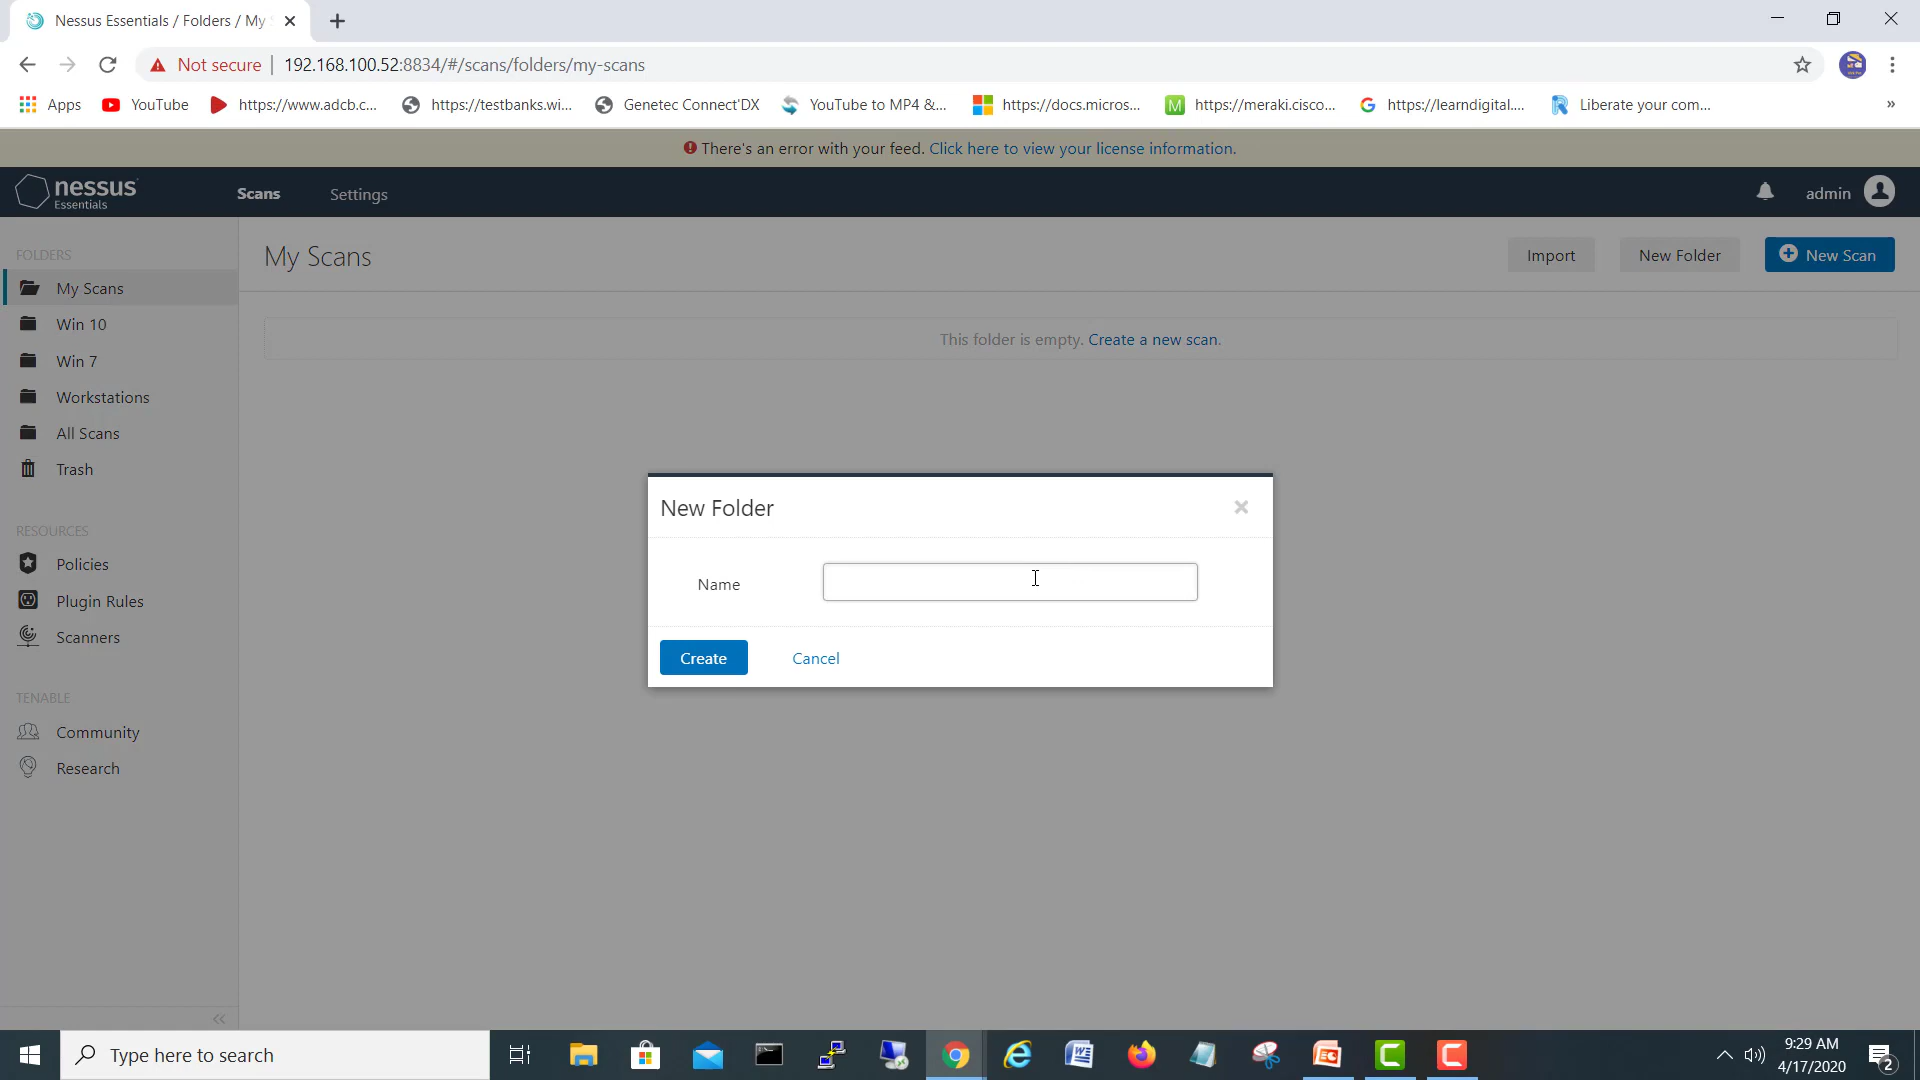 Nessus Essentials / Folders / My
Not secure | 192.168.100.52:8834/#/scans/folders/my-scans
Apps YouTube https://www.adcb.c... https://testbanks.wi... Genetec Connect'DX YouTube to MP4 &... https://docs.micros... https://meraki.cisco... https://learndigital.... Liberate your com... »
There's an error with your feed. Click here to view your license information.
nessus Essentials Scans Settings admin
FOLDERS
My Scans
Win 10
Win 7
Workstations
All Scans
Trash
RESOURCES
Policies
Plugin Rules
Scanners
TENABLE
Community
Research
My Scans Import New Folder New Scan
This folder is empty. Create a new scan.
New Folder
Name
Create Cancel
Type here to search
9:29 AM
4/17/2020
2